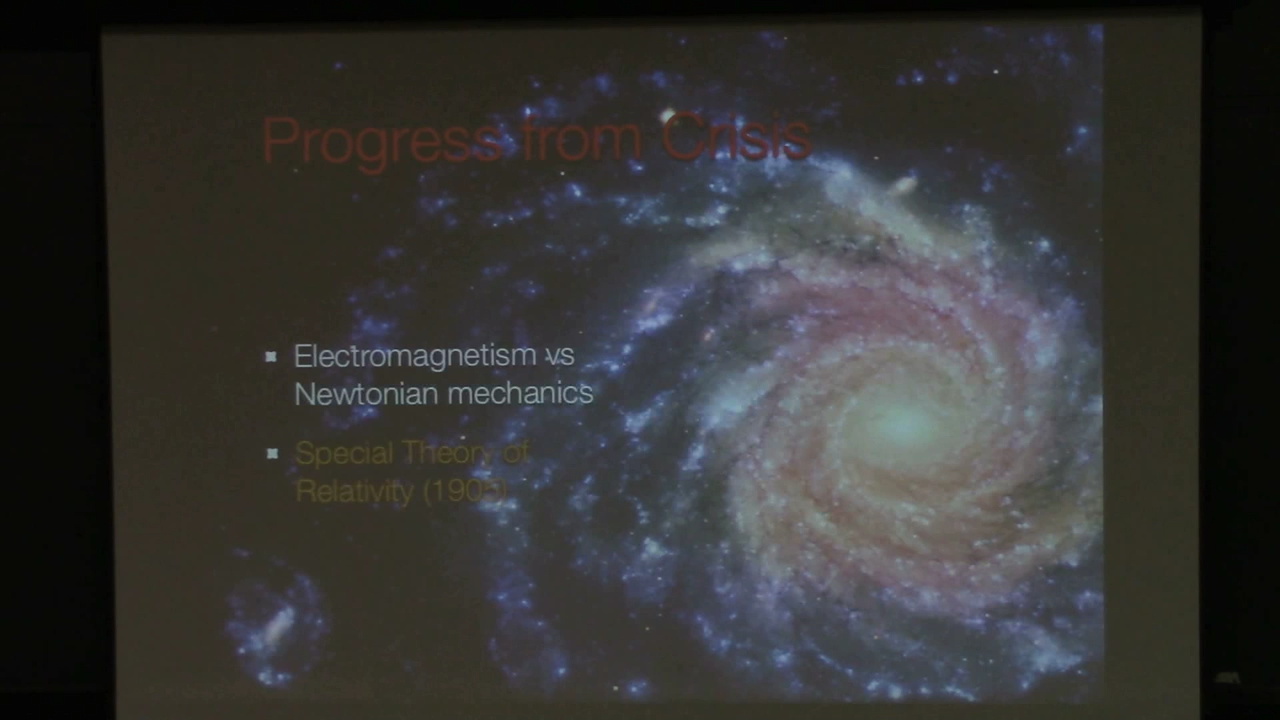 Progress from Crisis
Electromagnetism vs
Newtonian mechanics
Special Theory of
Relativity (1905)